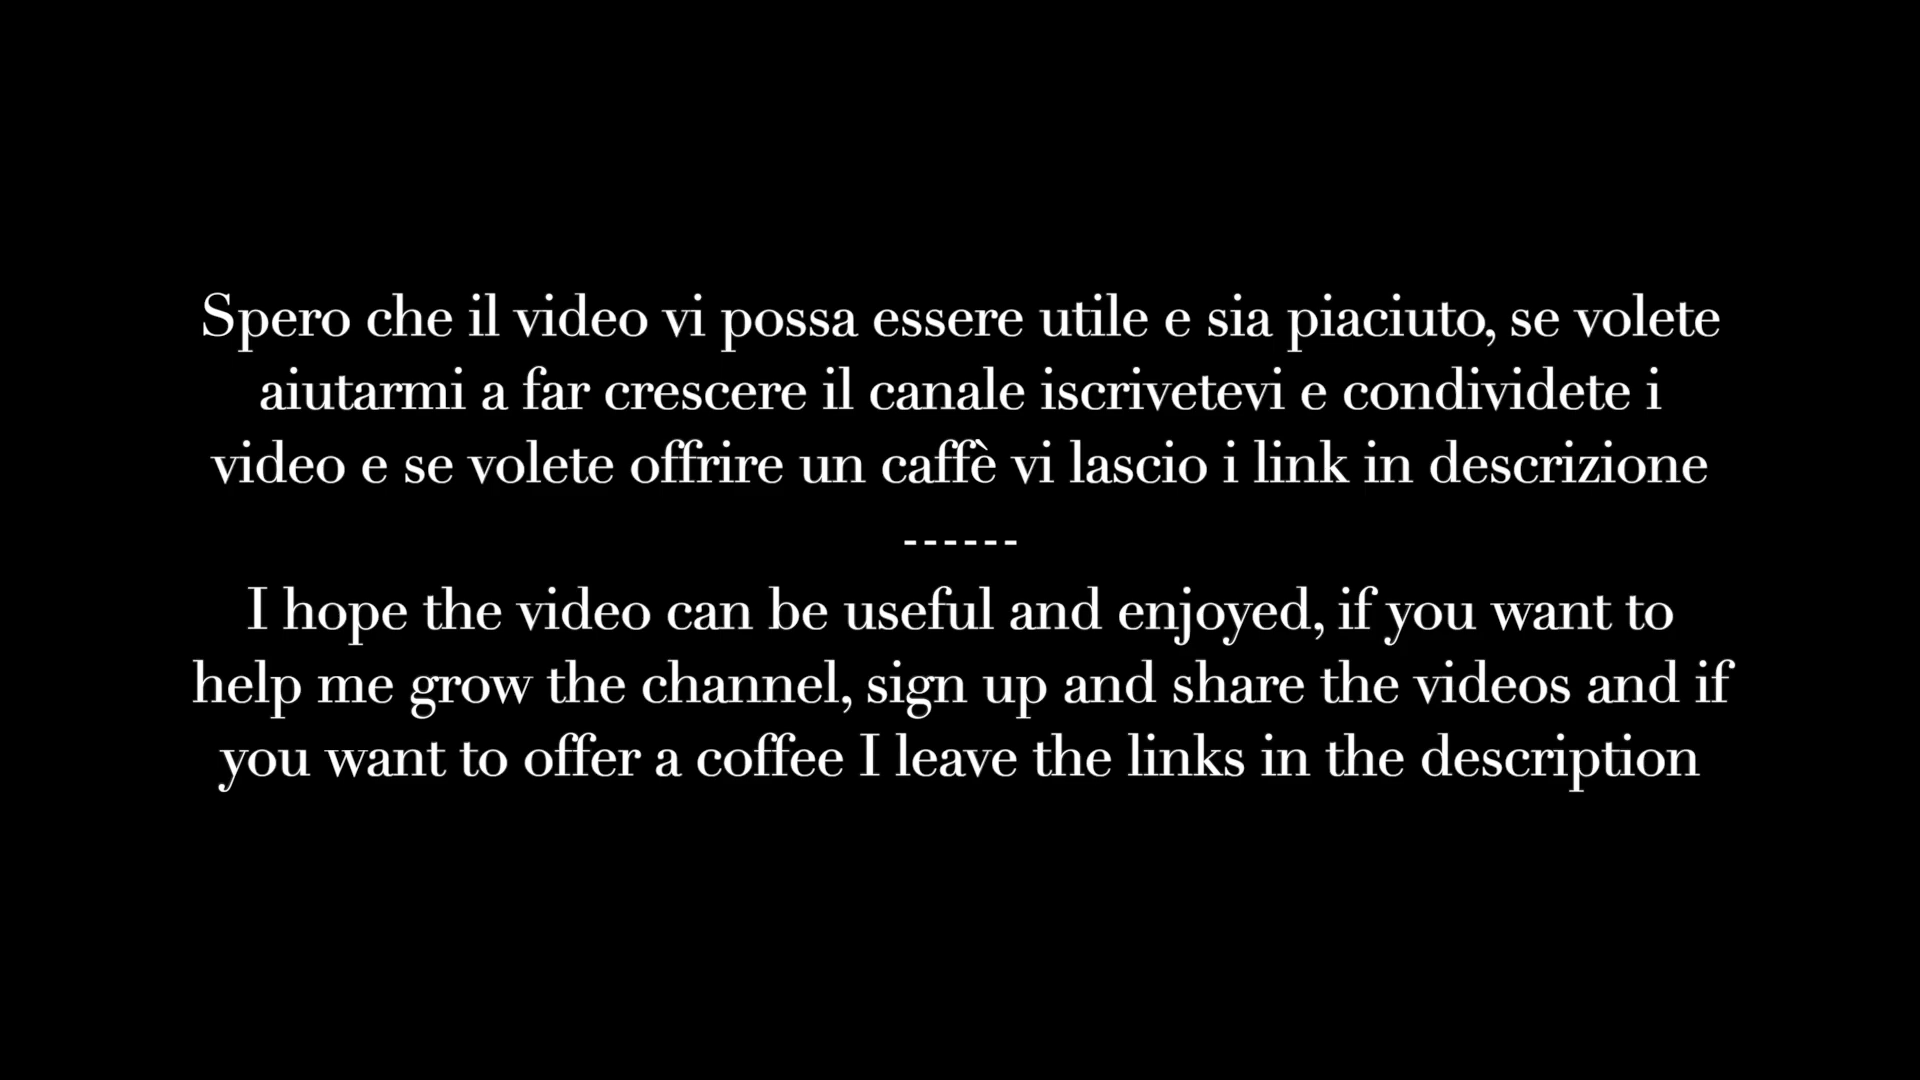 Spero che il video vi possa essere utile e sia piaciuto, se volete
aiutarmi a far crescere il canale iscrivetevi e condividete i
video e se volete offrire un caffè vi lascio i link in descrizione
------
I hope the video can be useful and enjoyed, if you want to
help me grow the channel, sign up and share the videos and if
you want to offer a coffee I leave the links in the description